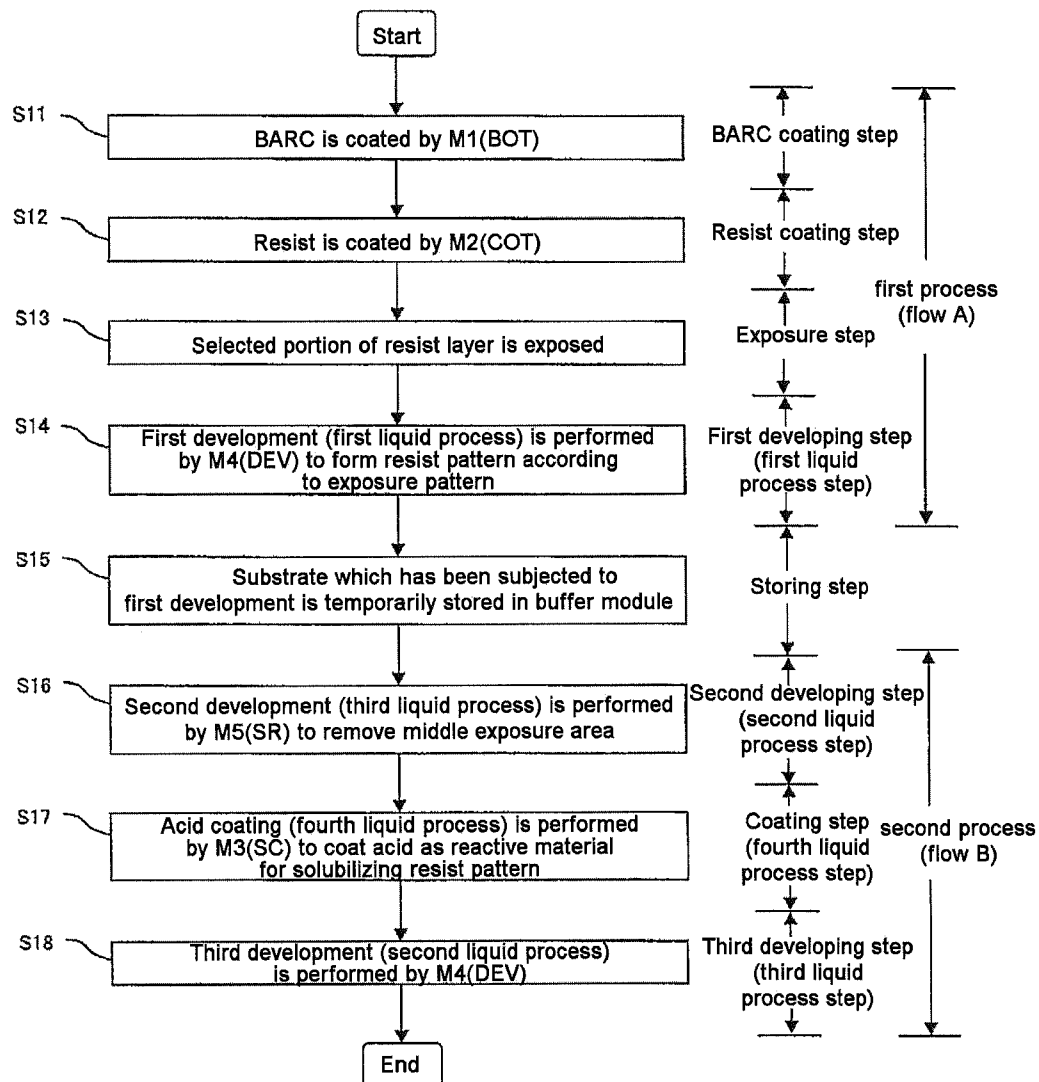 Start
S11
BARC is coated by M1(BOT)
BARC coating step
S12
Resist is coated by M2(COT)
Resist coating step
first process
(flow A)
S13
Selected portion of resist layer is exposed
Exposure step
S14
First development (first liquid process) is performed
by M4(DEV) to form resist pattern according
to exposure pattern
First developing step
(first liquid
process step)
S15
Substrate which has been subjected to
first development is temporarily stored in buffer module
Storing step
S16
Second development (third liquid process) is performed
by M5(SR) to remove middle exposure area
Second developing step
(second liquid
process step)
S17
Acid coating (fourth liquid process) is performed
by M3(SC) to coat acid as reactive material
for solubilizing resist pattern
Coating step
(fourth liquid
process step)
second process
(flow B)
S18
Third development (second liquid process)
is performed by M4(DEV)
Third developing step
(third liquid
process step)
End